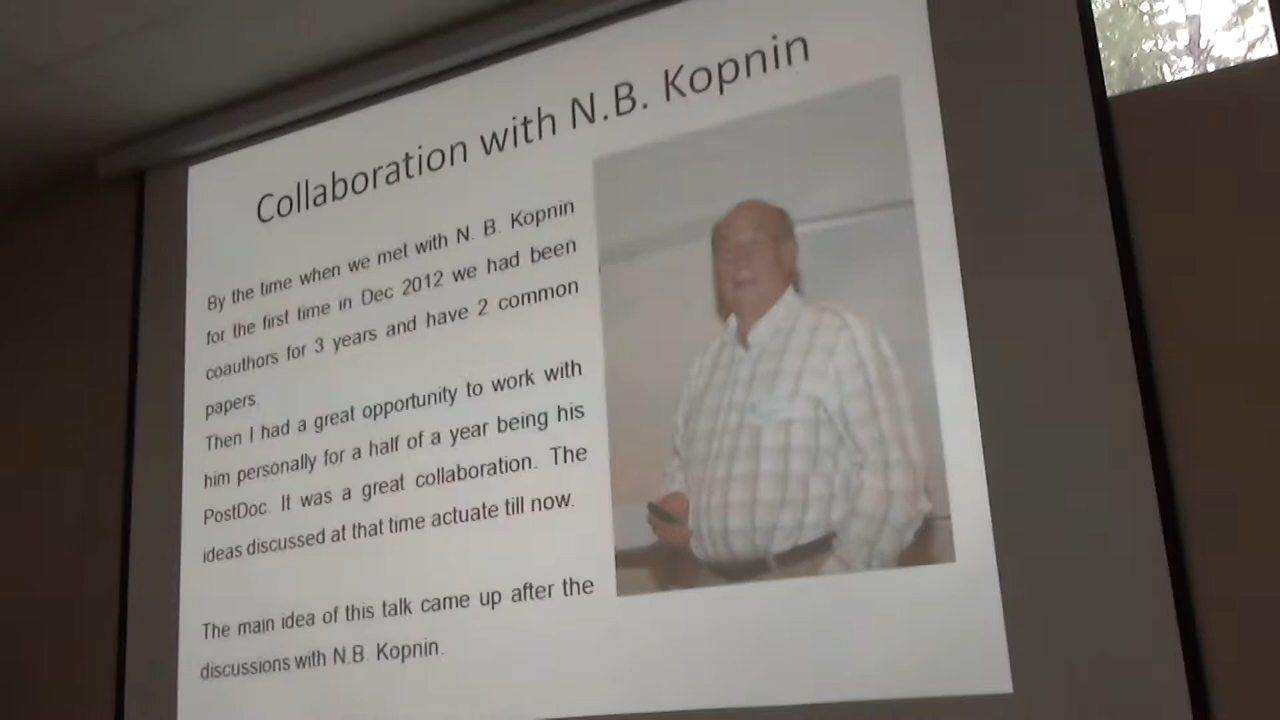 Collaboration with N.B. Kopnin
By the time when we met with N. B. Kopnin
for the first time in Dec 2012 we had been
coauthors for 3 years and have 2 common
papers.
Then I had a great opportunity to work with
him personally for a half of a year being his
PostDoc. It was a great collaboration. The
ideas discussed at that time actuate till now.
The main idea of this talk came up after the
discussions with N.B. Kopnin.